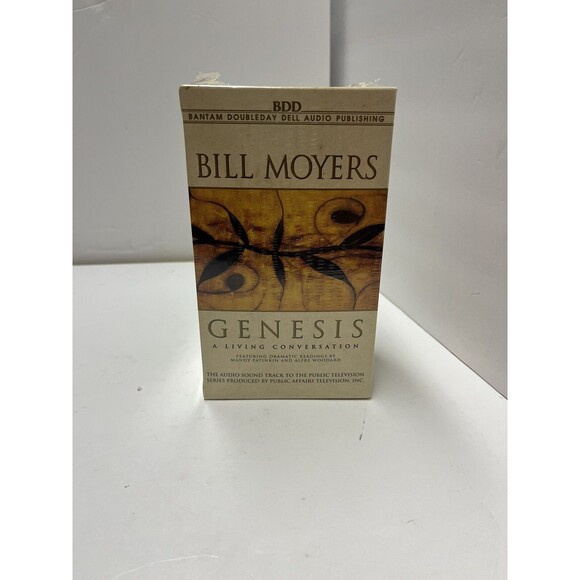 BDD
BANTAM DOUBLEDAY DELL AUDIO PUBLISHING
BILL MOYERS
GENESIS
A LIVING CONVERSATION
FEATURING DRAMATIC READINGS BY
MANDY PATINKIN AND ALFRE WOODARD
THE AUDIO SOUND TRACK TO THE PUBLIC TELEVISION
SERIES PRODUCED BY PUBLIC AFFAIRS TELEVISION, INC.